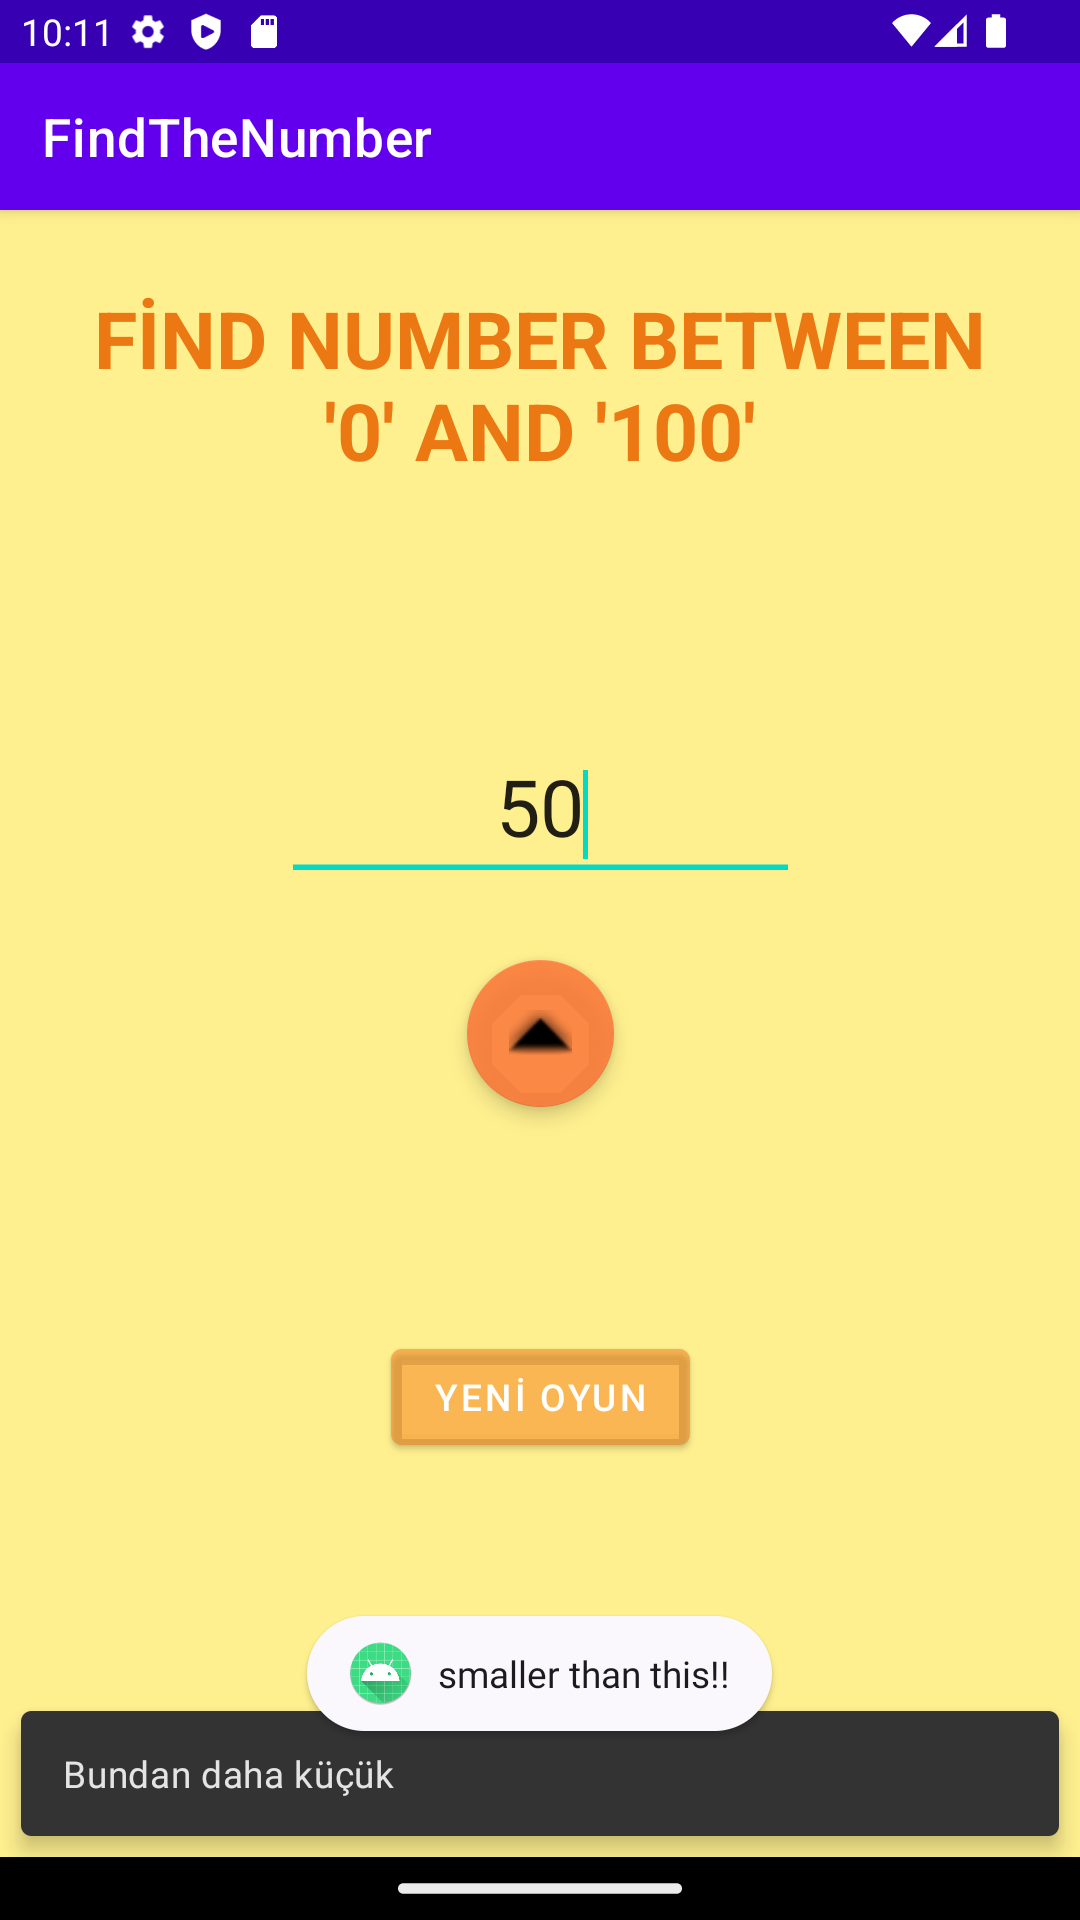 10:11
FindTheNumber
FİND NUMBER BETWEEN
'0' AND '100'
50
YENİ OYUN
smaller than this!!
Bundan daha küçük